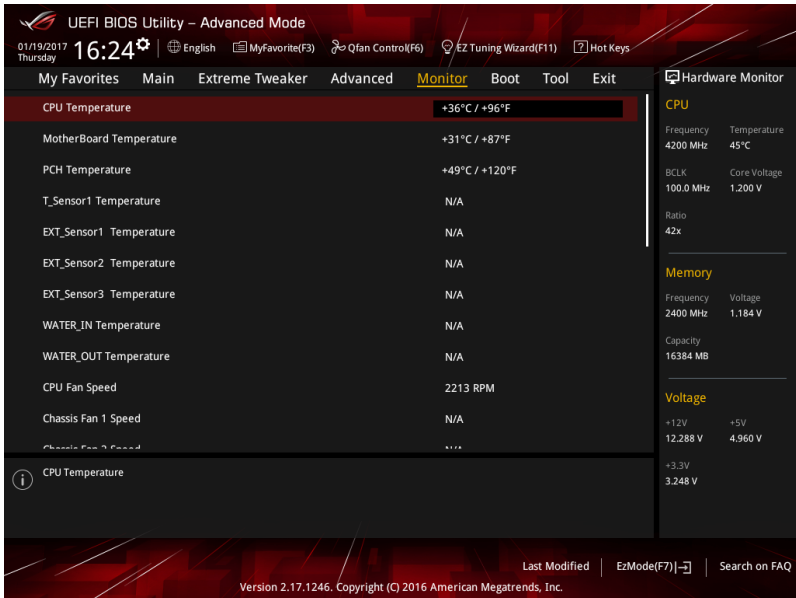 UEFI BIOS Utility – Advanced Mode
01/19/2017 Thursday 16:24 English MyFavorite(F3) Qfan Control(F6) EZ Tuning Wizard(F11) ? Hot Keys
My Favorites Main Extreme Tweaker Advanced Monitor Boot Tool Exit
CPU Temperature +36°C / +96°F
MotherBoard Temperature +31°C / +87°F
PCH Temperature +49°C / +120°F
T_Sensor1 Temperature N/A
EXT_Sensor1 Temperature N/A
EXT_Sensor2 Temperature N/A
EXT_Sensor3 Temperature N/A
WATER_IN Temperature N/A
WATER_OUT Temperature N/A
CPU Fan Speed 2213 RPM
Chassis Fan 1 Speed N/A
Chassis Fan 2 Speed N/A
CPU Temperature
Hardware Monitor
CPU
Frequency Temperature
4200 MHz 45°C
BCLK Core Voltage
100.0 MHz 1.200 V
Ratio
42x
Memory
Frequency Voltage
2400 MHz 1.184 V
Capacity
16384 MB
Voltage
+12V +5V
12.288 V 4.960 V
+3.3V
3.248 V
Last Modified EzMode(F7) Search on FAQ
Version 2.17.1246. Copyright (C) 2016 American Megatrends, Inc.